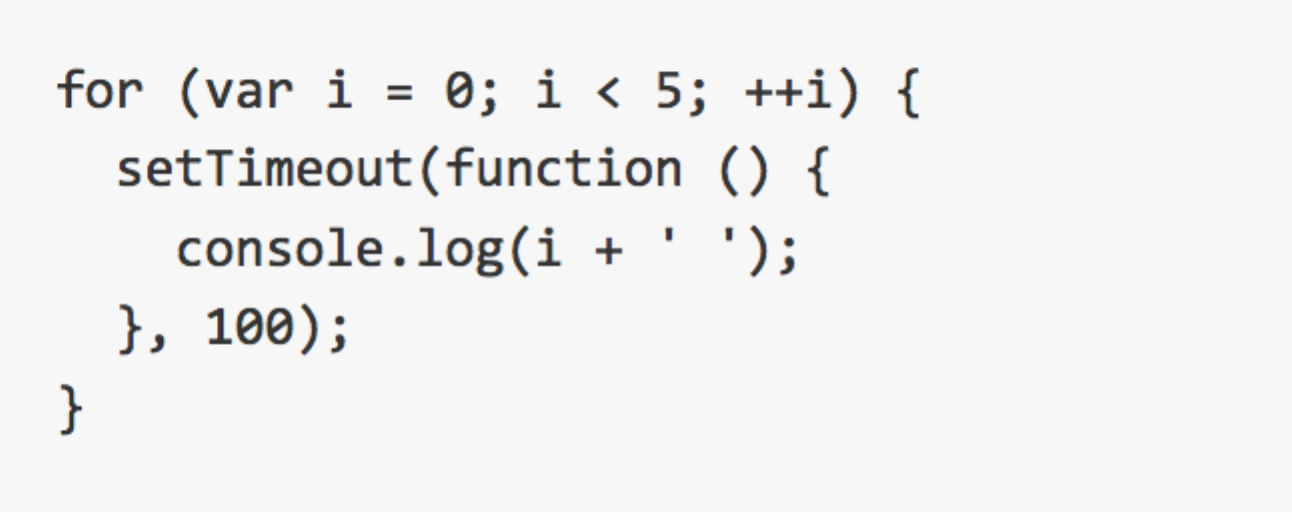 for (var i = 0; i < 5; ++i) {
  setTimeout(function () {
    console.log(i + ' ');
  }, 100);
}